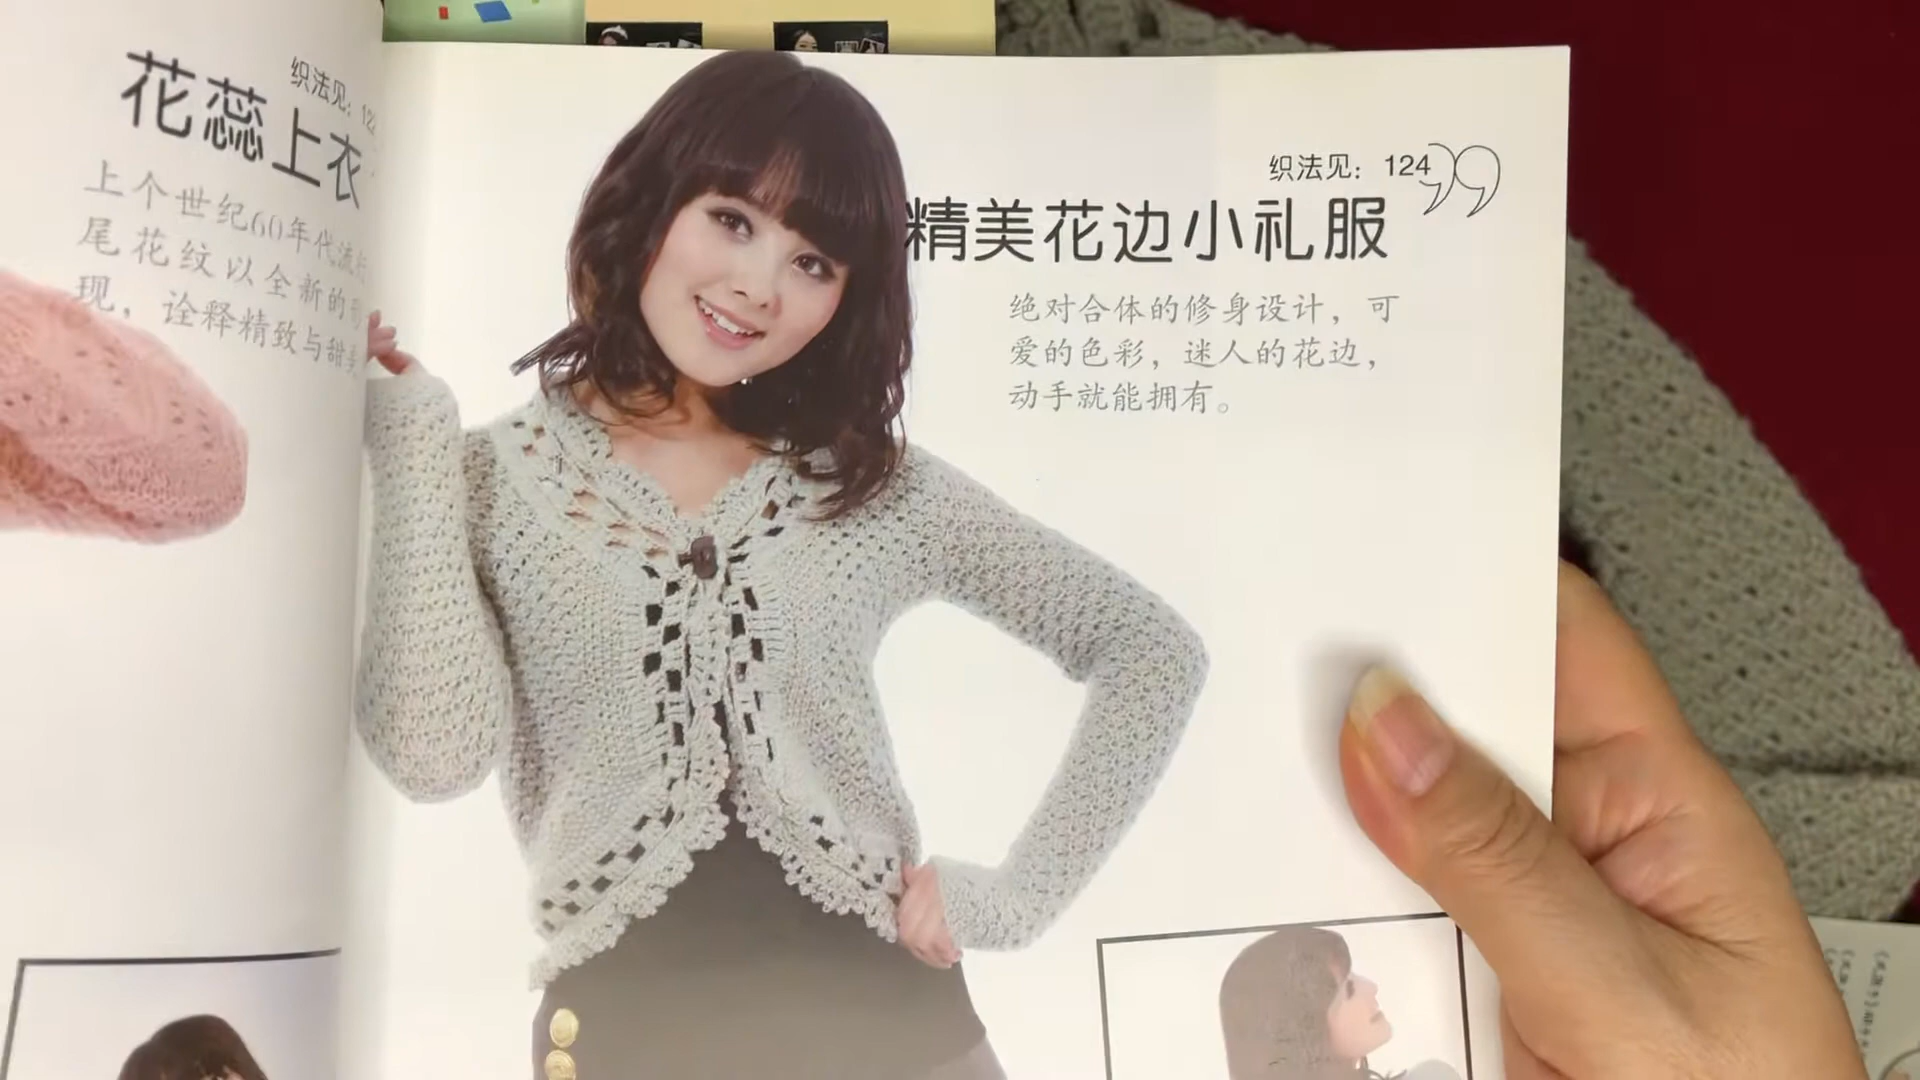 织法见：122
花蕊上衣
上个世纪60年代流行
尾花纹以全新的
现，诠释精致与甜美
织法见：124
精美花边小礼服
绝对合体的修身设计，可
爱的色彩，迷人的花边，
动手就能拥有。